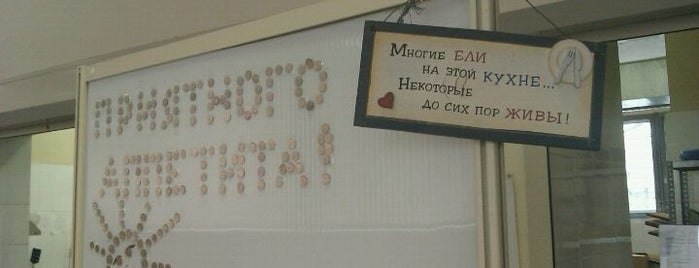 ПРИЯТНОГО
АППЕТИТА!
Многие ЕЛИ
на этой КУХНЕ...
Некоторые
до сих пор ЖИВЫ!